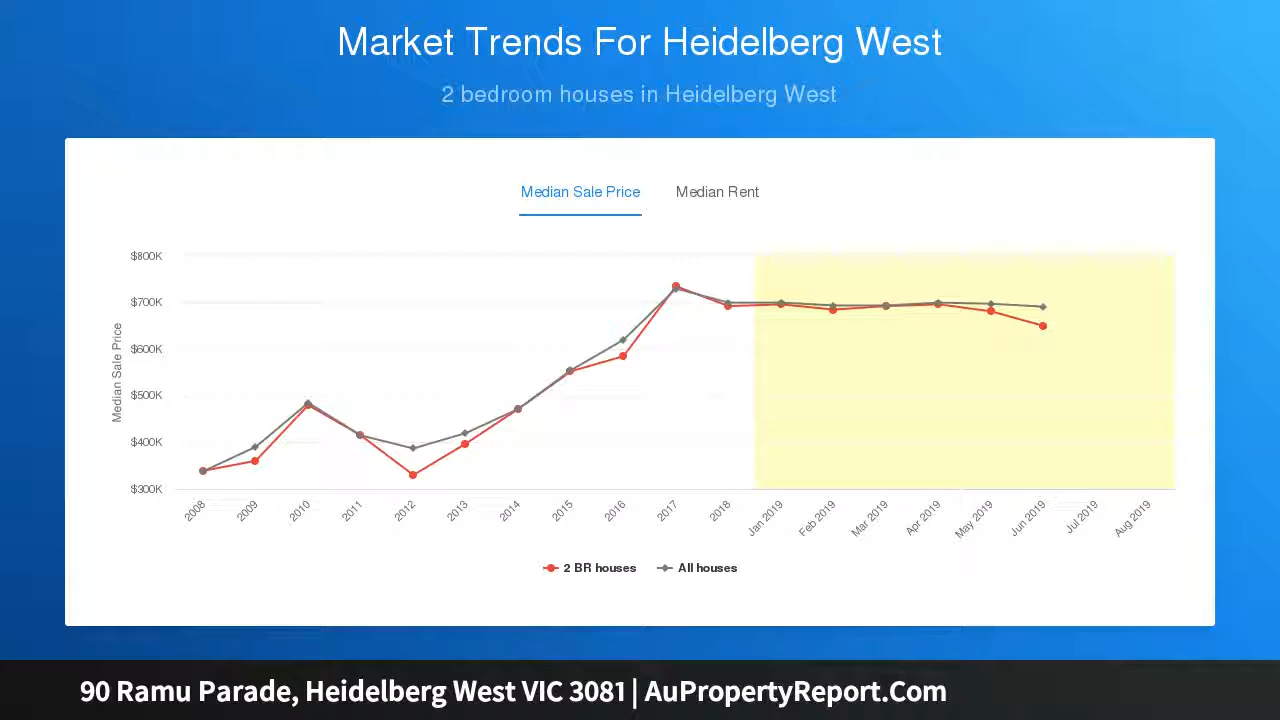 Market Trends For Heidelberg West
2 bedroom houses in Heidelberg West
Median Sale Price Median Rent
Median Sale Price
$800K
$700K
$600K
$500K
$400K
$300K
2008 2009 2010 2011 2012 2013 2014 2015 2016 2017 2018 Jan 2019 Feb 2019 Mar 2019 Apr 2019 May 2019 Jun 2019 Jul 2019 Aug 2019
2 BR houses All houses
90 Ramu Parade, Heidelberg West VIC 3081 | AuPropertyReport.Com